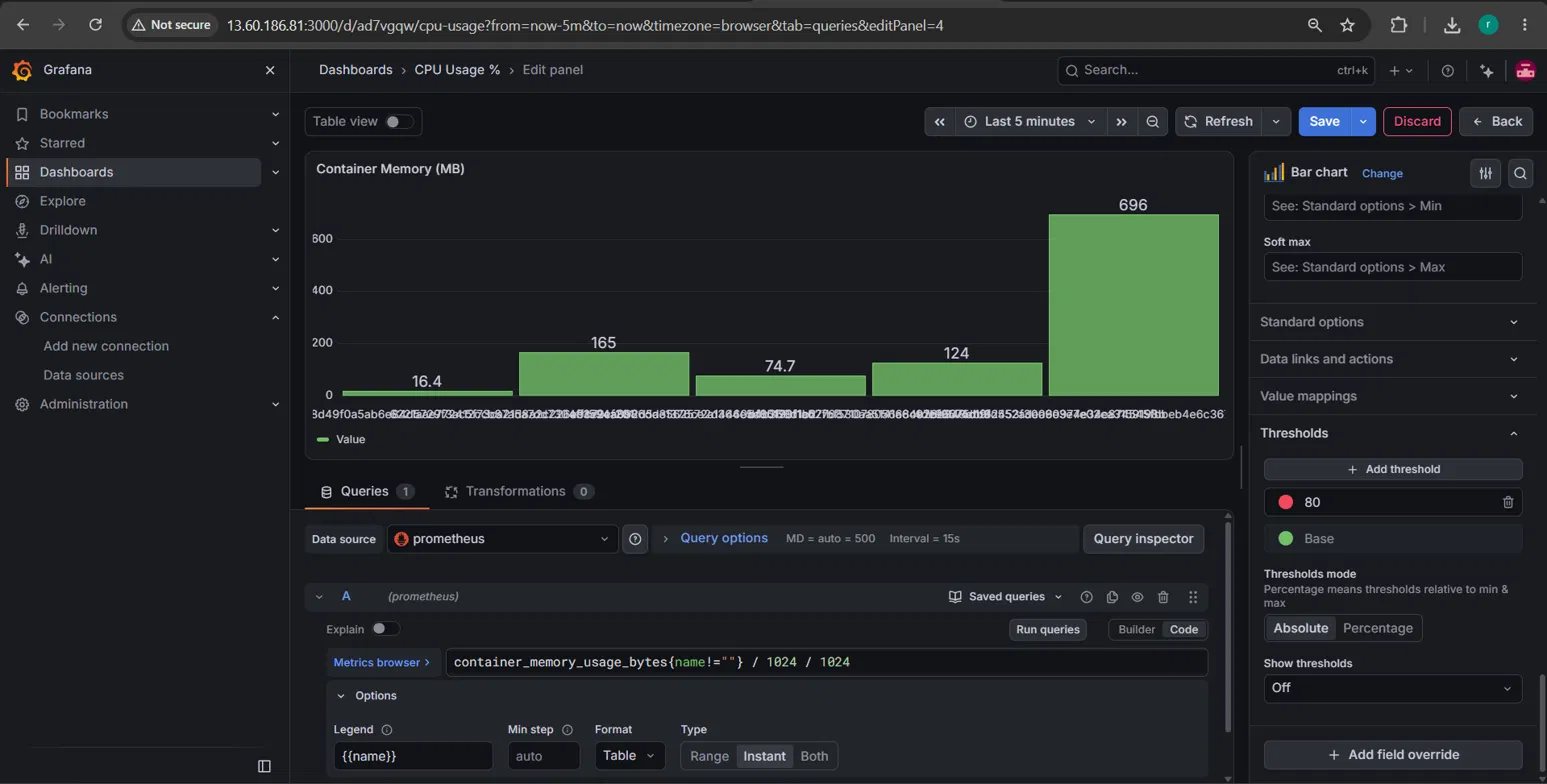 Not secure
13.60.186.81:3000/d/ad7vgqw/cpu-usage?from=now-5m&to=now&timezone=browser&tab=queries&editPanel=4
r
Grafana
Dashboards › CPU Usage % › Edit panel
Search...
ctrl+k
Bookmarks
Starred
Dashboards
Explore
Drilldown
AI
Alerting
Connections
Add new connection
Data sources
Administration
Table view
Last 5 minutes
Refresh
Save
Discard
Back
Container Memory (MB)
696
165
124
74.7
16.4
600
400
200
0
Value
Queries 1
Transformations 0
Data source
prometheus
Query options
MD = auto = 500
Interval = 15s
Query inspector
A
(prometheus)
Saved queries
Explain
Run queries
Builder
Code
Metrics browser >
container_memory_usage_bytes{name!=""} / 1024 / 1024
Options
Legend
Min step
Format
Type
{{name}}
auto
Table
Range
Instant
Both
Bar chart
Change
See: Standard options > Min
Soft max
See: Standard options > Max
Standard options
Data links and actions
Value mappings
Thresholds
+ Add threshold
80
Base
Thresholds mode
Percentage means thresholds relative to min &
max
Absolute
Percentage
Show thresholds
Off
+ Add field override